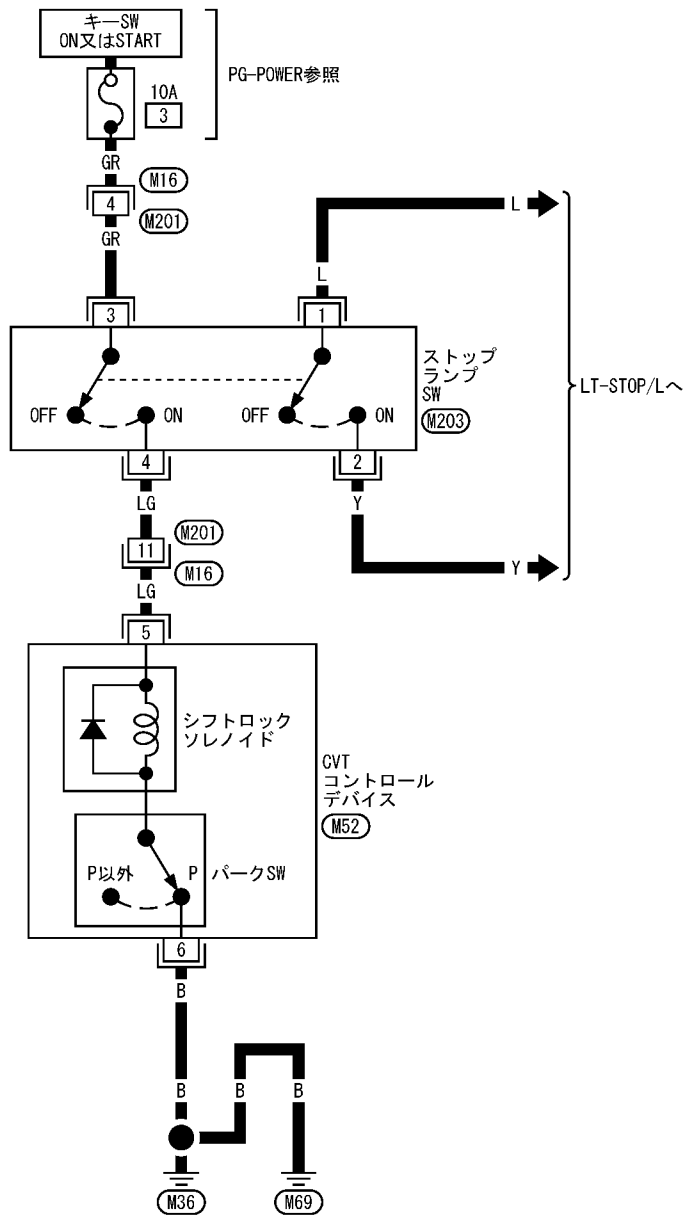 キーSW
ON又はSTART
PG-POWER参照
10A
3
GR
M16
4
M201
GR
L
L
3
1
ストップ
ランプ
SW
M203
OFF
ON
OFF
ON
LT-STOP/Lへ
4
2
LG
Y
M201
11
M16
LG
Y
5
シフトロック
ソレノイド
CVT
コントロール
デバイス
M52
P以外
P
パークSW
6
B
B
B
B
M36
M69